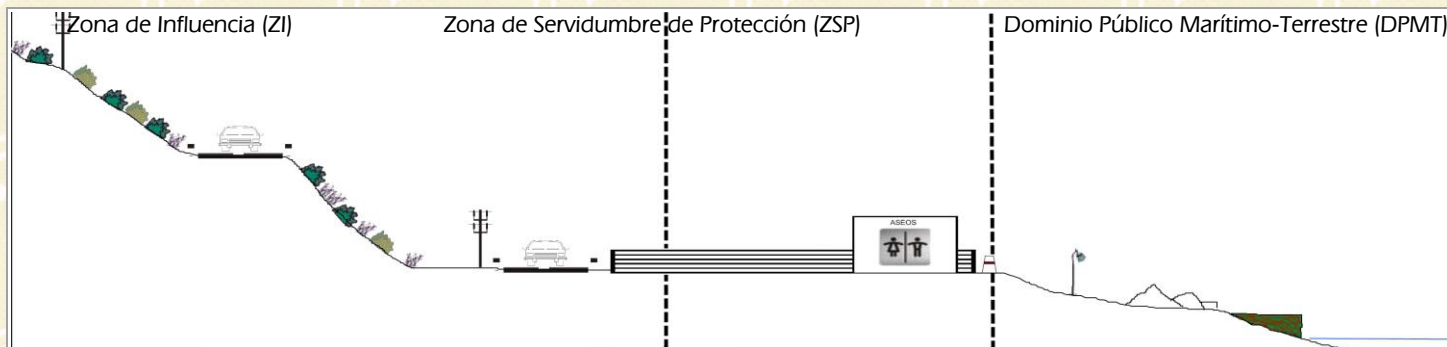 Zona de Influencia (ZI)
Zona de Servidumbre de Protección (ZSP)
Dominio Público Marítimo-Terrestre (DPMT)
ASEOS